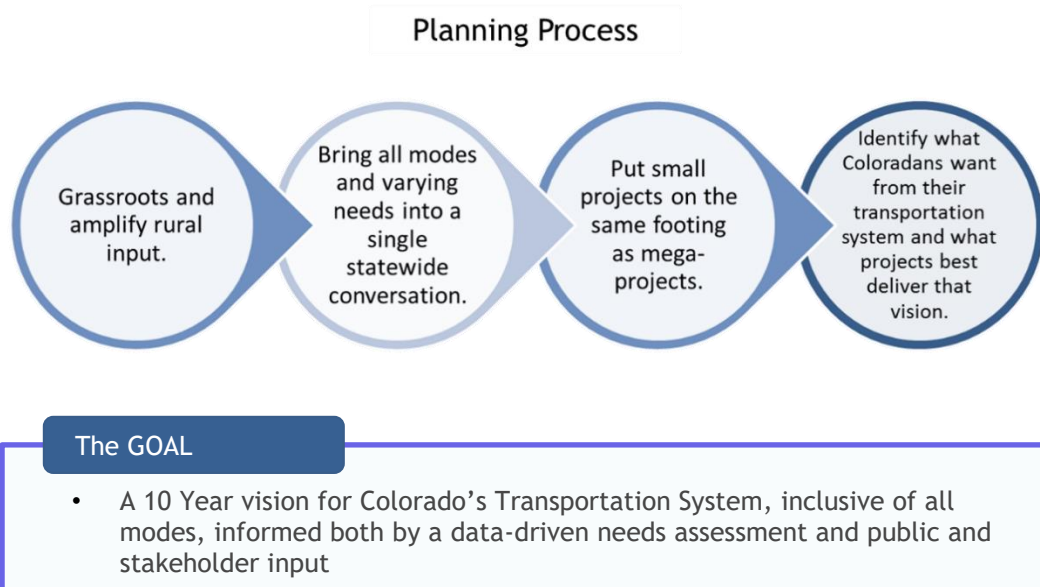 Planning Process
Grassroots and
amplify rural
input.
Bring all modes
and varying
needs into a
single
statewide
conversation.
Put small
projects on the
same footing
as mega-
projects.
Identify what
Coloradans want
from their
transportation
system and what
projects best
deliver that
vision.
The GOAL
• A 10 Year vision for Colorado’s Transportation System, inclusive of all
modes, informed both by a data-driven needs assessment and public and
stakeholder input